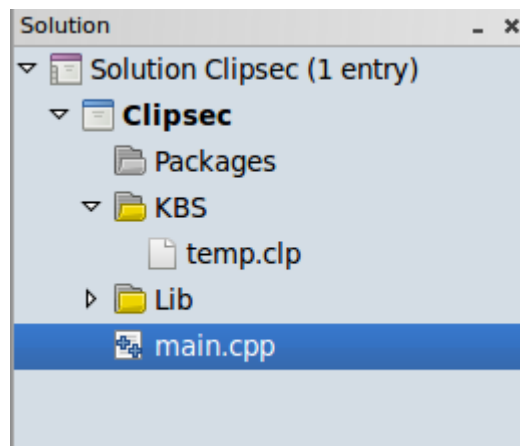 Solution
Solution Clipsec (1 entry)
Clipsec
Packages
KBS
temp.clp
Lib
main.cpp